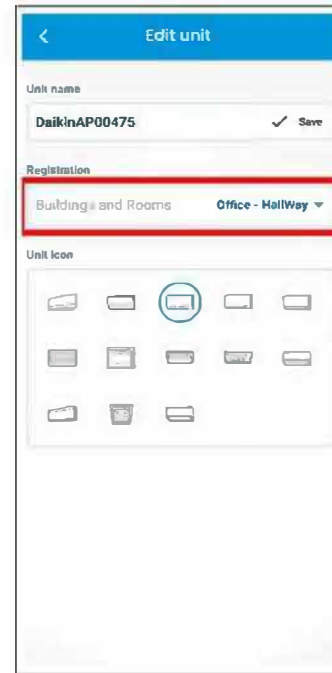 Edit unit
Unit name
DaikinAP00475 Save
Registration
Buildings and Rooms Office - HallWay
Unit Icon